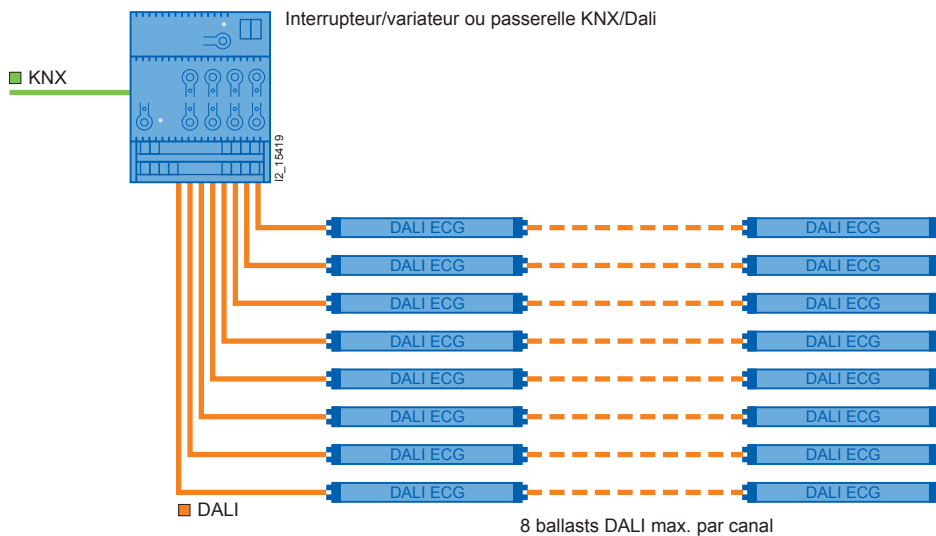 Interrupteur/variateur ou passerelle KNX/Dali
KNX
I2_15419
DALI ECG DALI ECG
DALI ECG DALI ECG
DALI ECG DALI ECG
DALI ECG DALI ECG
DALI ECG DALI ECG
DALI ECG DALI ECG
DALI ECG DALI ECG
DALI ECG DALI ECG
DALI
8 ballasts DALI max. par canal